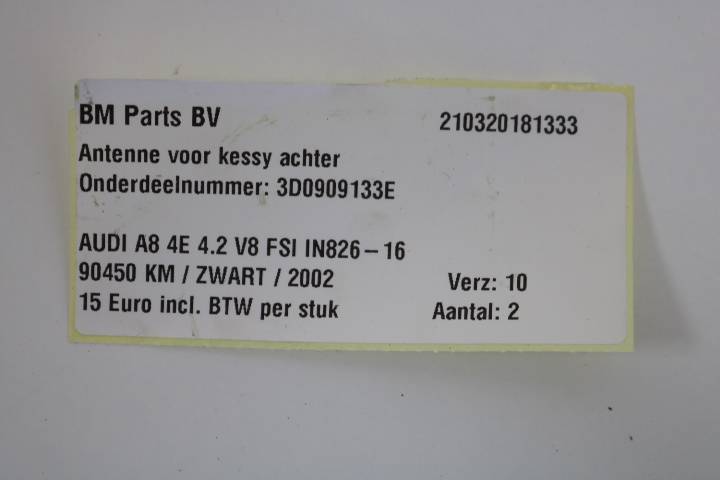 BM Parts BV 210320181333
Antenne voor kessy achter
Onderdeelnummer: 3D0909133E
AUDI A8 4E 4.2 V8 FSI IN826-16
90450 KM / ZWART / 2002 Verz: 10
15 Euro incl. BTW per stuk Aantal: 2